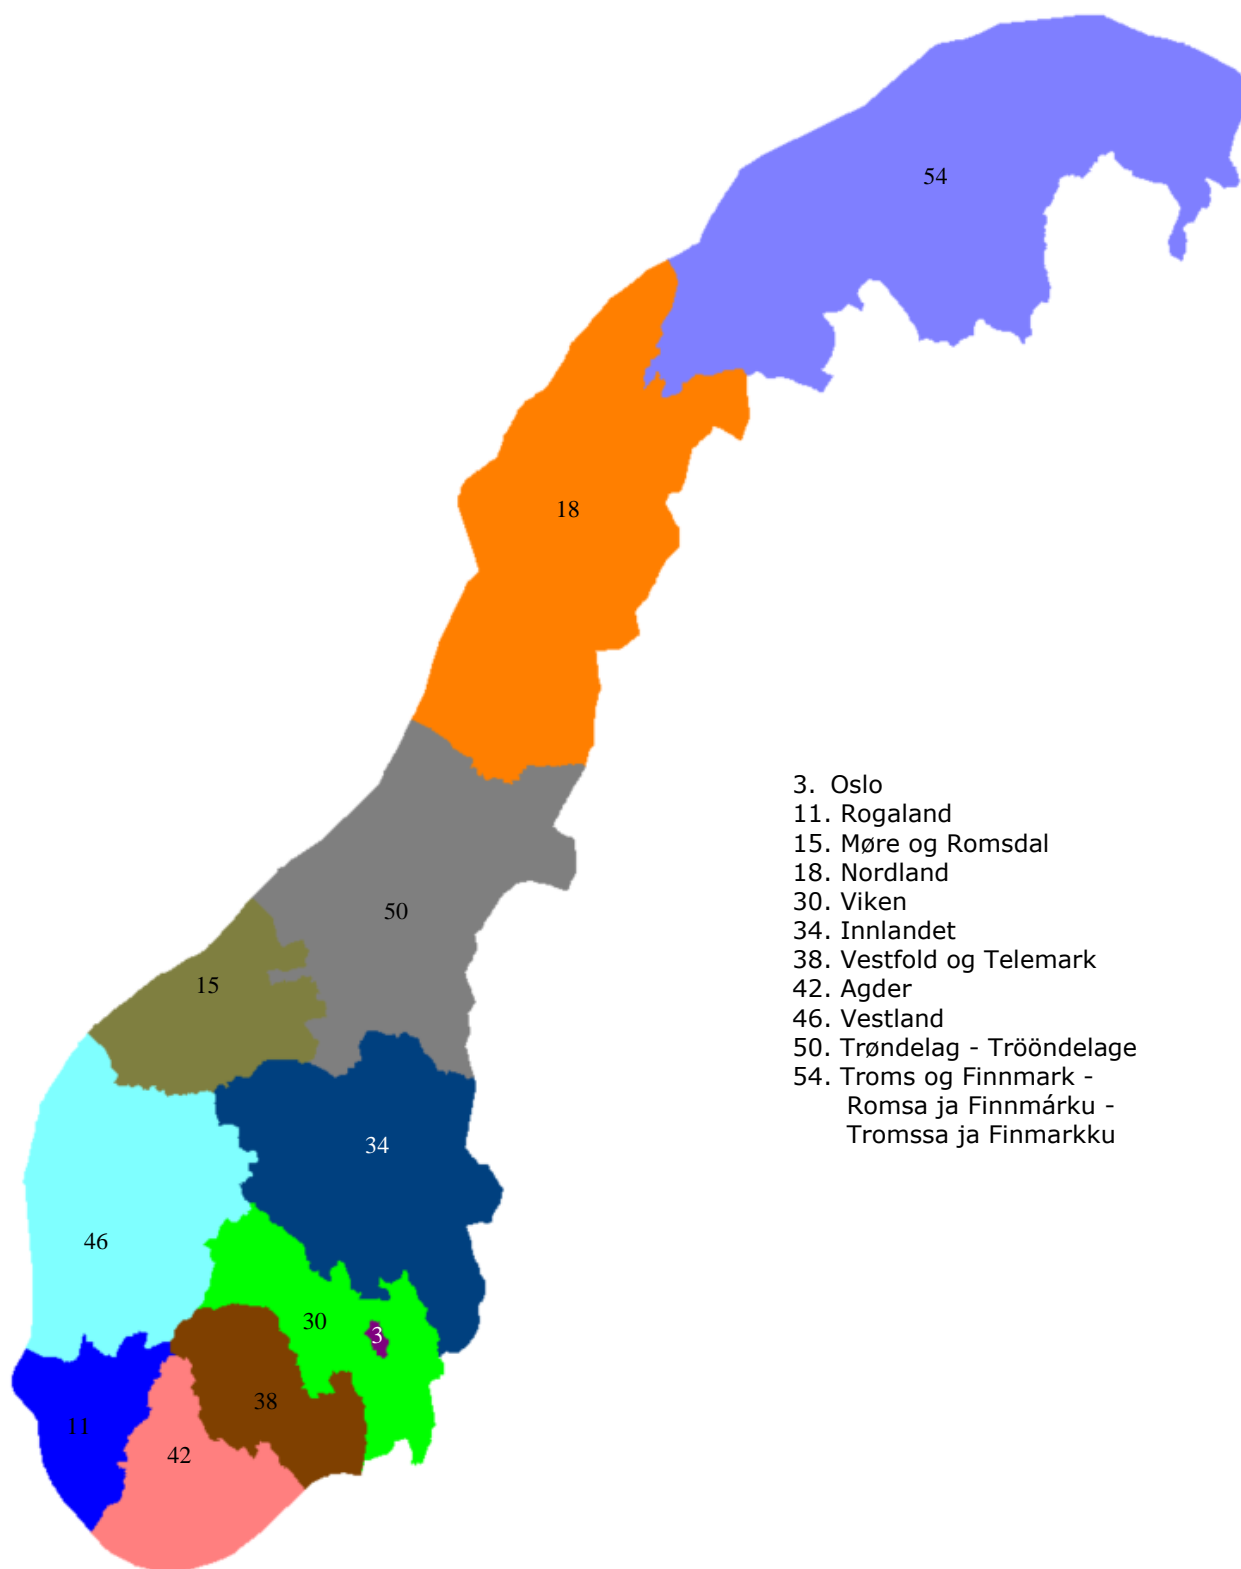 54
18
50
15
34
46
30
3
38
11
42
3. Oslo
11. Rogaland
15. Møre og Romsdal
18. Nordland
30. Viken
34. Innlandet
38. Vestfold og Telemark
42. Agder
46. Vestland
50. Trøndelag - Trööndelage
54. Troms og Finnmark -
Romsa ja Finnmárku -
Tromssa ja Finmarkku